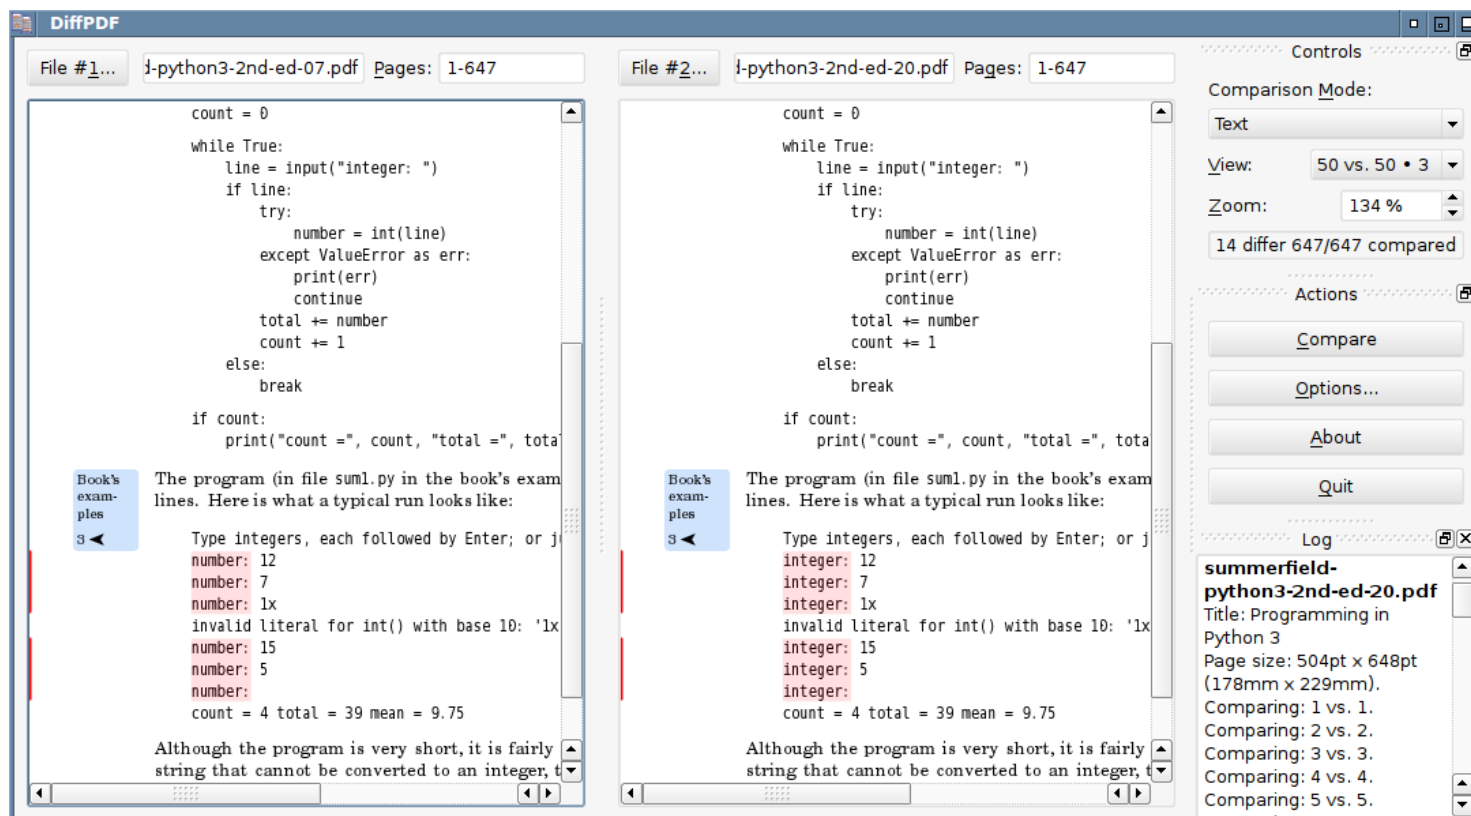 DiffPDF
File #1... d-python3-2nd-ed-07.pdf Pages: 1-647
count = 0
while True:
line = input("integer: ")
if line:
try:
number = int(line)
except ValueError as err:
print(err)
continue
total += number
count += 1
else:
break
if count:
print("count =", count, "total =", tota
Book's
exam-
ples
3
The program (in file sum1.py in the book's exam
lines. Here is what a typical run looks like:
Type integers, each followed by Enter; or j
number: 12
number: 7
number: 1x
invalid literal for int() with base 10: '1x
number: 15
number: 5
number:
count = 4 total = 39 mean = 9.75
Although the program is very short, it is fairly
string that cannot be converted to an integer, t
File #2... d-python3-2nd-ed-20.pdf Pages: 1-647
count = 0
while True:
line = input("integer: ")
if line:
try:
number = int(line)
except ValueError as err:
print(err)
continue
total += number
count += 1
else:
break
if count:
print("count =", count, "total =", tota
Book's
exam-
ples
3
The program (in file sum1.py in the book's exam
lines. Here is what a typical run looks like:
Type integers, each followed by Enter; or j
integer: 12
integer: 7
integer: 1x
invalid literal for int() with base 10: '1x
integer: 15
integer: 5
integer:
count = 4 total = 39 mean = 9.75
Although the program is very short, it is fairly
string that cannot be converted to an integer, t
Controls
Comparison Mode:
Text
View: 50 vs. 50 • 3
Zoom: 134 %
14 differ 647/647 compared
Actions
Compare
Options...
About
Quit
Log
summerfield-
python3-2nd-ed-20.pdf
Title: Programming in
Python 3
Page size: 504pt x 648pt
(178mm x 229mm).
Comparing: 1 vs. 1.
Comparing: 2 vs. 2.
Comparing: 3 vs. 3.
Comparing: 4 vs. 4.
Comparing: 5 vs. 5.